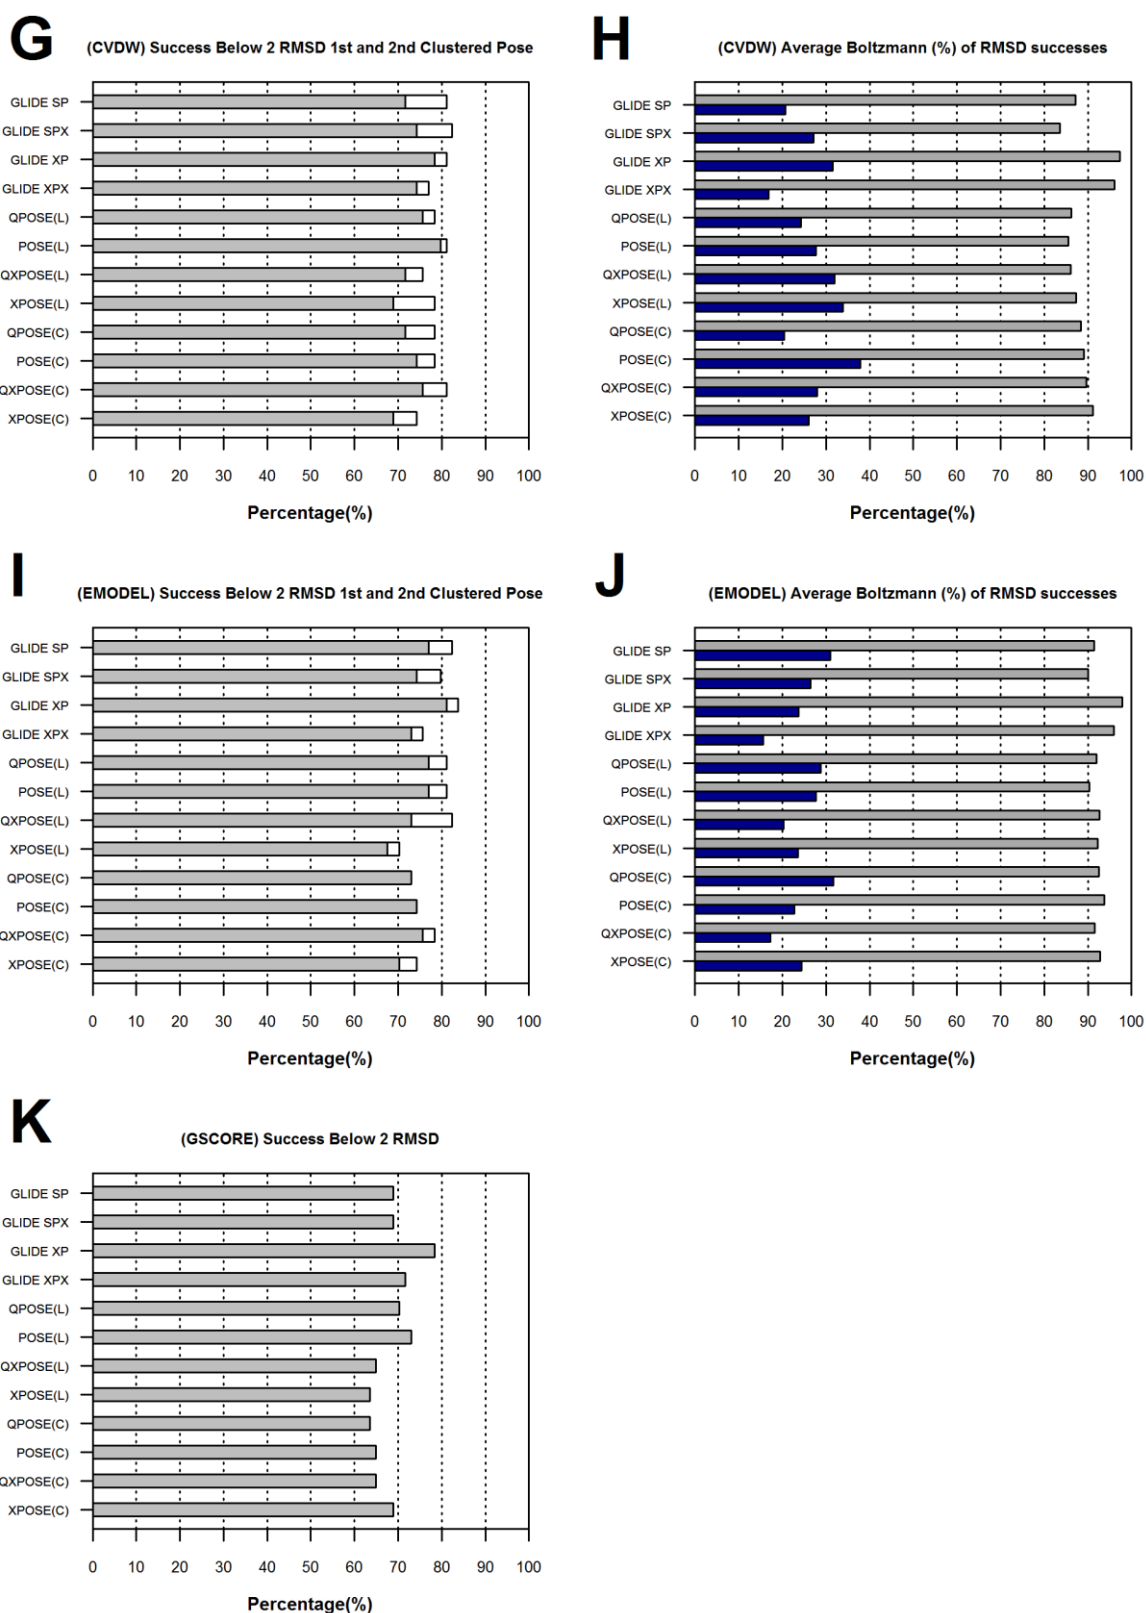 G
(CVDW) Success Below 2 RMSD 1st and 2nd Clustered Pose
GLIDE SP
GLIDE SPX
GLIDE XP
GLIDE XPX
QPOSE(L)
POSE(L)
QXPOSE(L)
XPOSE(L)
QPOSE(C)
POSE(C)
QXPOSE(C)
XPOSE(C)
0 10 20 30 40 50 60 70 80 90 100
Percentage(%)
H
(CVDW) Average Boltzmann (%) of RMSD successes
GLIDE SP
GLIDE SPX
GLIDE XP
GLIDE XPX
QPOSE(L)
POSE(L)
QXPOSE(L)
XPOSE(L)
QPOSE(C)
POSE(C)
QXPOSE(C)
XPOSE(C)
0 10 20 30 40 50 60 70 80 90 100
Percentage(%)
I
(EMODEL) Success Below 2 RMSD 1st and 2nd Clustered Pose
GLIDE SP
GLIDE SPX
GLIDE XP
GLIDE XPX
QPOSE(L)
POSE(L)
QXPOSE(L)
XPOSE(L)
QPOSE(C)
POSE(C)
QXPOSE(C)
XPOSE(C)
0 10 20 30 40 50 60 70 80 90 100
Percentage(%)
J
(EMODEL) Average Boltzmann (%) of RMSD successes
GLIDE SP
GLIDE SPX
GLIDE XP
GLIDE XPX
QPOSE(L)
POSE(L)
QXPOSE(L)
XPOSE(L)
QPOSE(C)
POSE(C)
QXPOSE(C)
XPOSE(C)
0 10 20 30 40 50 60 70 80 90 100
Percentage(%)
K
(GSCORE) Success Below 2 RMSD
GLIDE SP
GLIDE SPX
GLIDE XP
GLIDE XPX
QPOSE(L)
POSE(L)
QXPOSE(L)
XPOSE(L)
QPOSE(C)
POSE(C)
QXPOSE(C)
XPOSE(C)
0 10 20 30 40 50 60 70 80 90 100
Percentage(%)